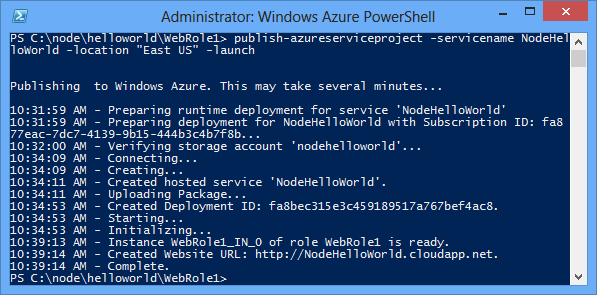 Administrator: Windows Azure PowerShell
PS C:\node\helloworld\WebRole1> publish-azureserviceproject -servicename NodeHel
loWorld -location "East US" -launch
Publishing  to Windows Azure. This may take several minutes...
10:31:59 AM - Preparing runtime deployment for service 'NodeHelloWorld'
10:31:59 AM - Preparing deployment for NodeHelloWorld with Subscription ID: fa8
77eac-7dc7-4139-9b15-444b3c4b7f8b...
10:32:00 AM - Verifying storage account 'nodehelloworld'...
10:34:09 AM - Connecting...
10:34:09 AM - Creating...
10:34:11 AM - Created hosted service 'NodeHelloWorld'.
10:34:11 AM - Uploading Package...
10:34:53 AM - Created Deployment ID: fa8bec315e3c459189517a767bef4ac8.
10:34:53 AM - Starting...
10:34:53 AM - Initializing...
10:39:13 AM - Instance WebRole1_IN_0 of role WebRole1 is ready.
10:39:14 AM - Created Website URL: http://NodeHelloWorld.cloudapp.net.
10:39:14 AM - Complete.
PS C:\node\helloworld\WebRole1>